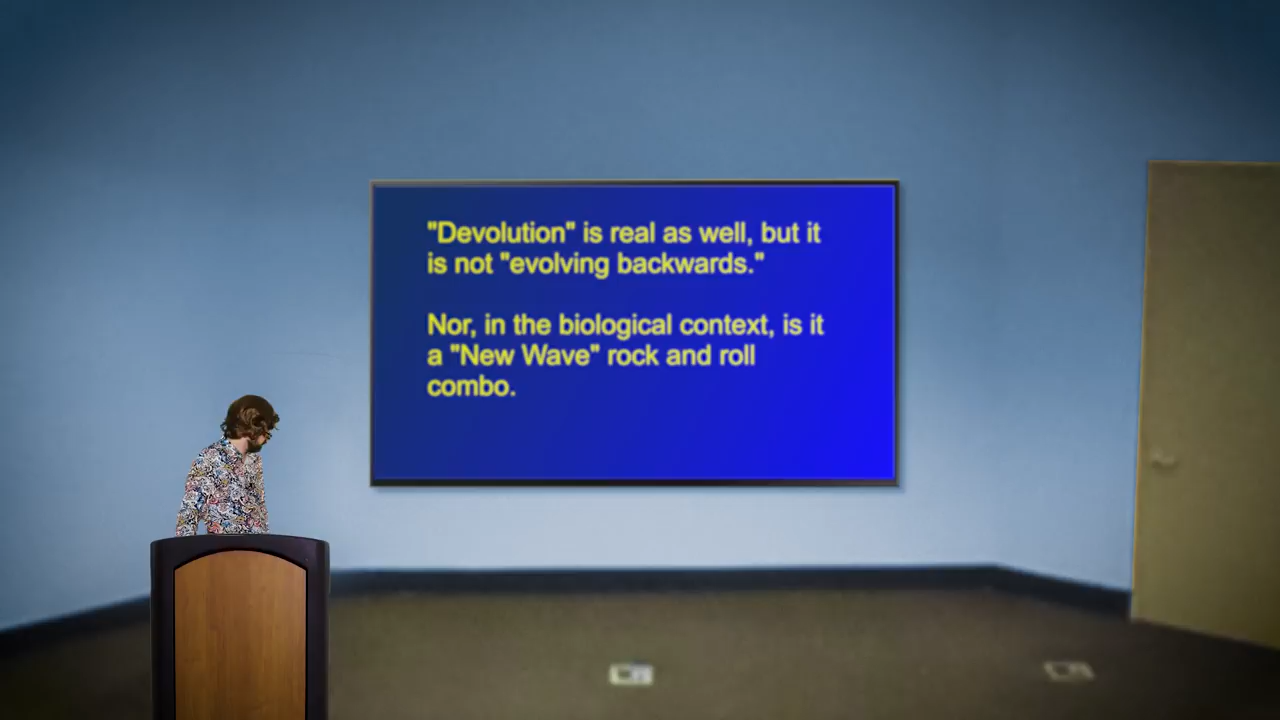 "Devolution" is real as well, but it
is not "evolving backwards."
Nor, in the biological context, is it
a "New Wave" rock and roll
combo.